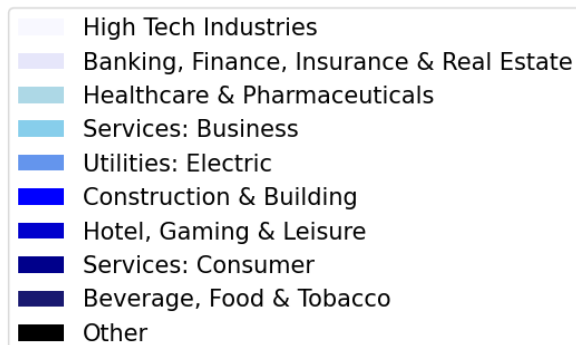 High Tech Industries
Banking, Finance, Insurance & Real Estate
Healthcare & Pharmaceuticals
Services: Business
Utilities: Electric
Construction & Building
Hotel, Gaming & Leisure
Services: Consumer
Beverage, Food & Tobacco
Other